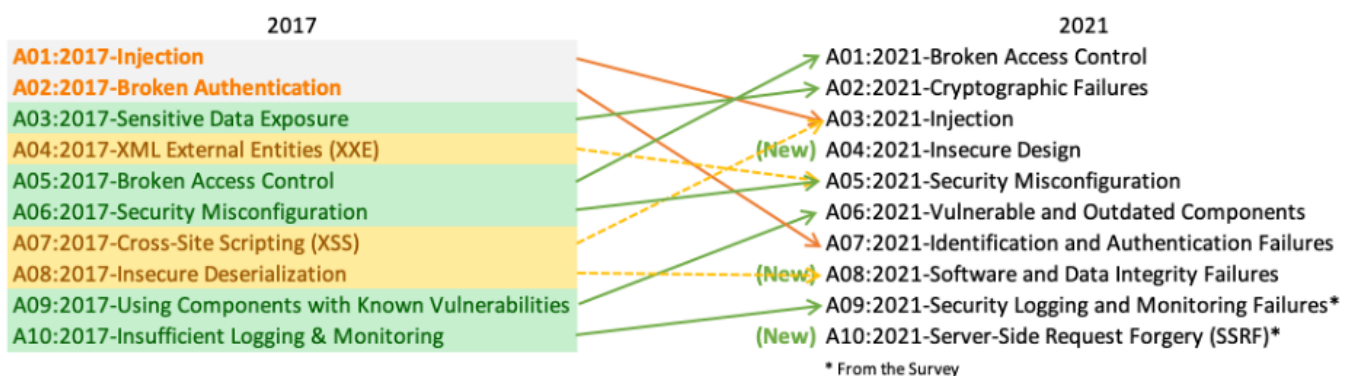 2017
A01:2017-Injection
A02:2017-Broken Authentication
A03:2017-Sensitive Data Exposure
A04:2017-XML External Entities (XXE)
A05:2017-Broken Access Control
A06:2017-Security Misconfiguration
A07:2017-Cross-Site Scripting (XSS)
A08:2017-Insecure Deserialization
A09:2017-Using Components with Known Vulnerabilities
A10:2017-Insufficient Logging & Monitoring
2021
A01:2021-Broken Access Control
A02:2021-Cryptographic Failures
A03:2021-Injection
(New) A04:2021-Insecure Design
A05:2021-Security Misconfiguration
A06:2021-Vulnerable and Outdated Components
A07:2021-Identification and Authentication Failures
(New) A08:2021-Software and Data Integrity Failures
A09:2021-Security Logging and Monitoring Failures*
(New) A10:2021-Server-Side Request Forgery (SSRF)*
* From the Survey